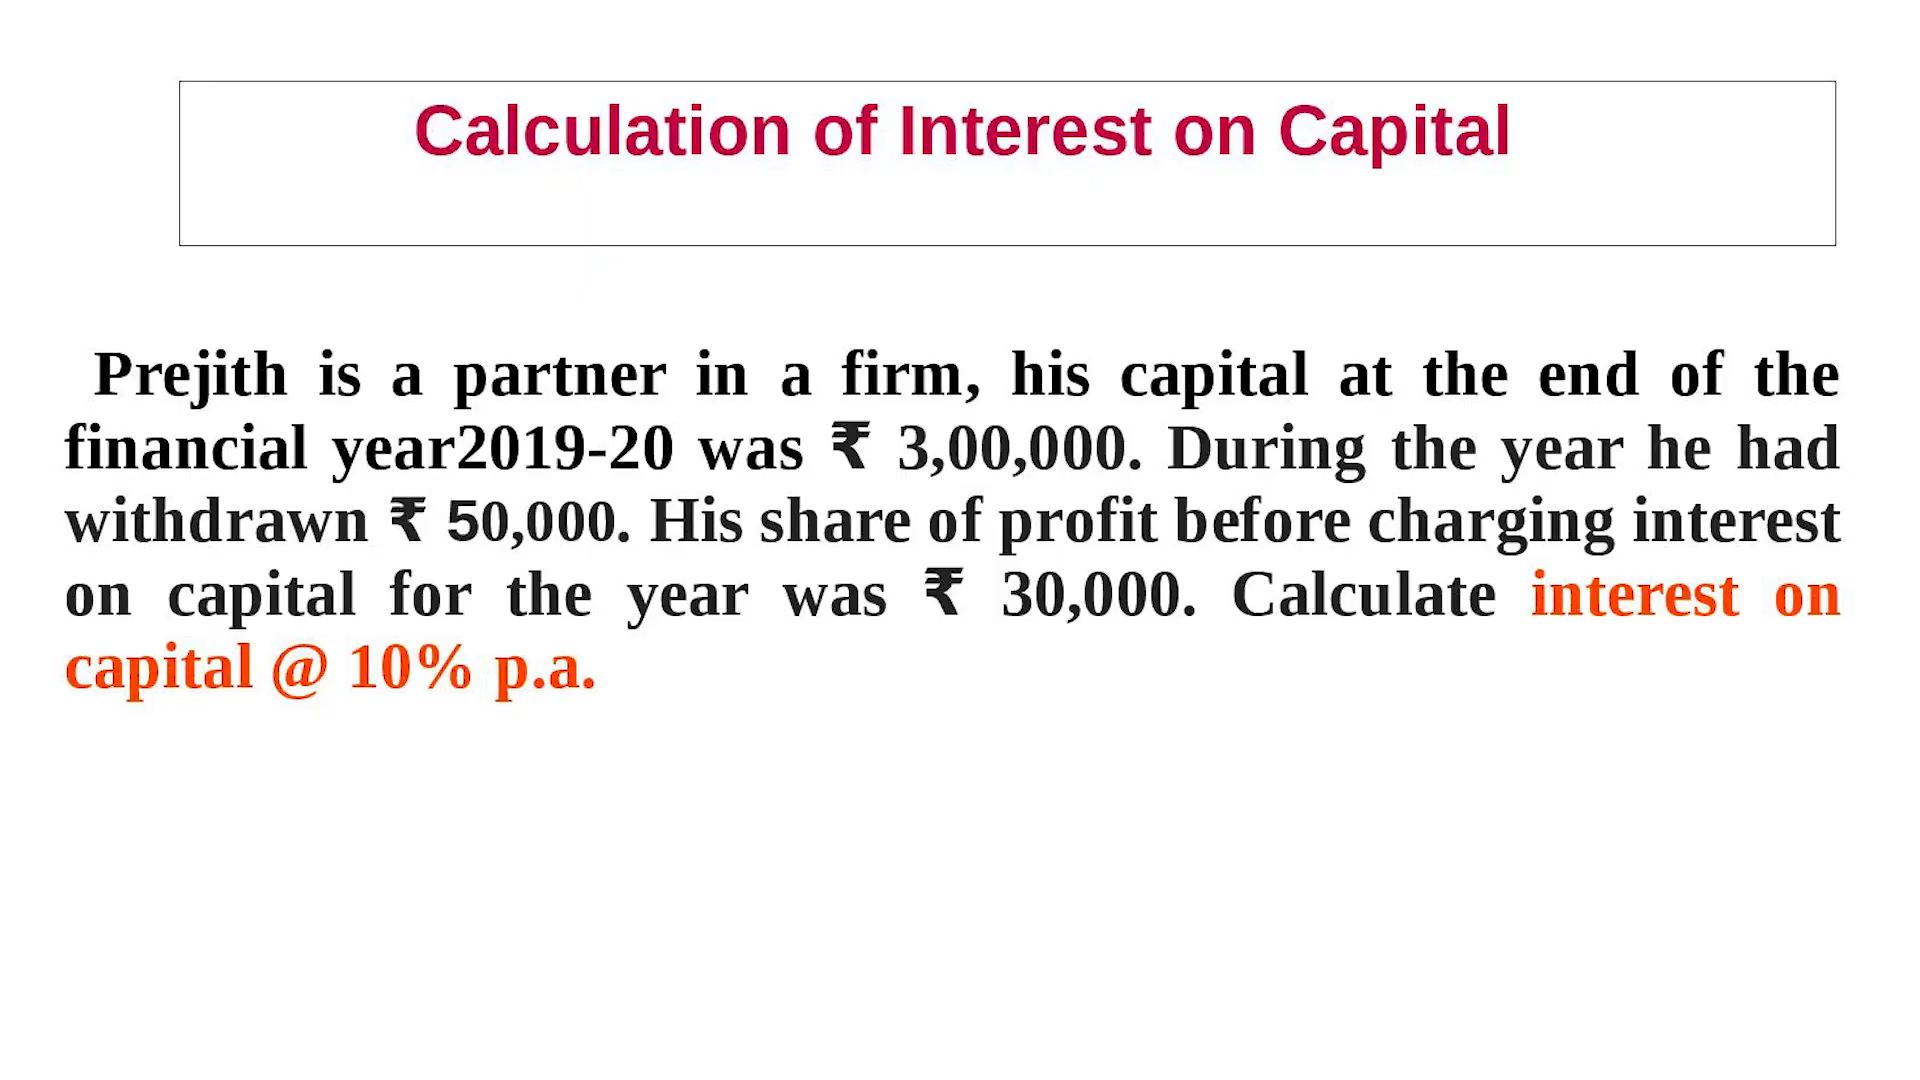 Calculation of Interest on Capital
Prejith is a partner in a firm, his capital at the end of the
financial year2019-20 was ₹ 3,00,000. During the year he had
withdrawn ₹ 50,000. His share of profit before charging interest
on capital for the year was ₹ 30,000. Calculate interest on
capital @ 10% p.a.